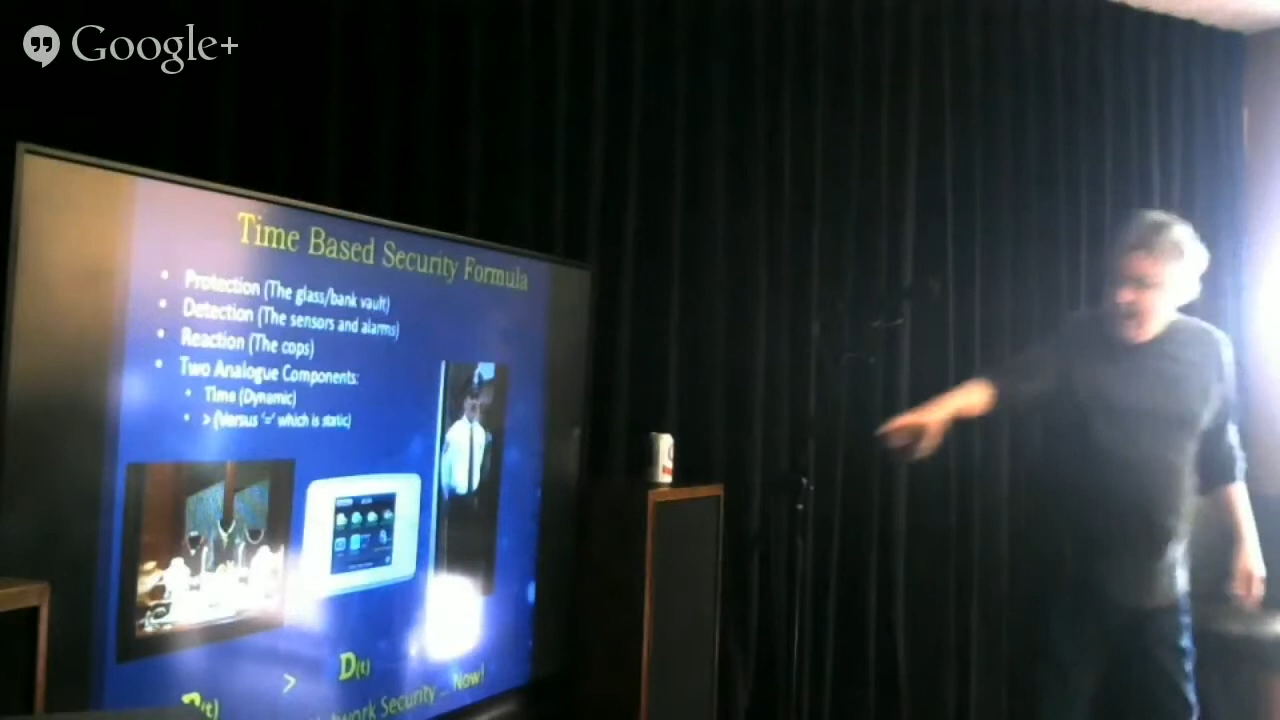 Google+
Time Based Security Formula
• Protection (The glass/bank vault)
• Detection (The sensors and alarms)
• Reaction (The cops)
• Two Analogue Components:
• Time (Dynamic)
• > (Versus '=' which is static)
> D(t)
(t)
Security ... Now!